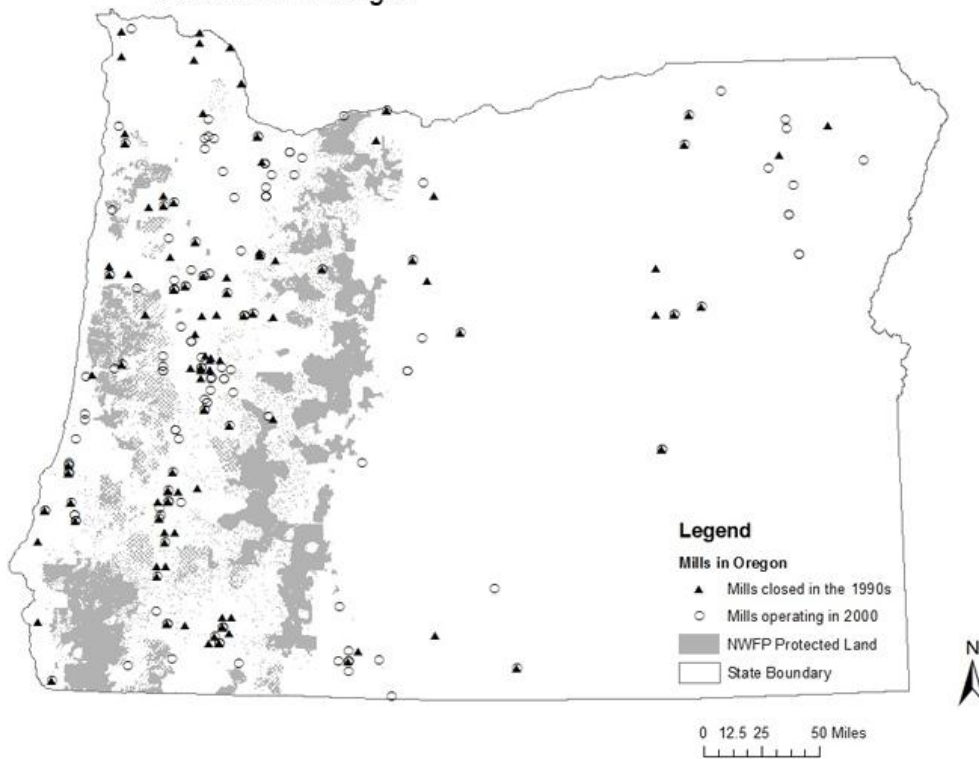 Legend
Mills in Oregon
Mills closed in the 1990s
Mills operating in 2000
NWFP Protected Land
State Boundary
N
0 12.5 25 50 Miles